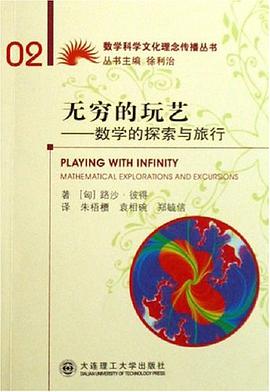 02
数学科学文化理念传播丛书
丛书主编 徐利治
无穷的玩艺
——数学的探索与旅行
PLAYING WITH INFINITY
MATHEMATICAL EXPLORATIONS AND EXCURSIONS
著 [匈] 路沙·彼得
译 朱梧槚 袁相碗 郑毓信
大连理工大学出版社
DALIAN UNIVERSITY OF TECHNOLOGY PRESS